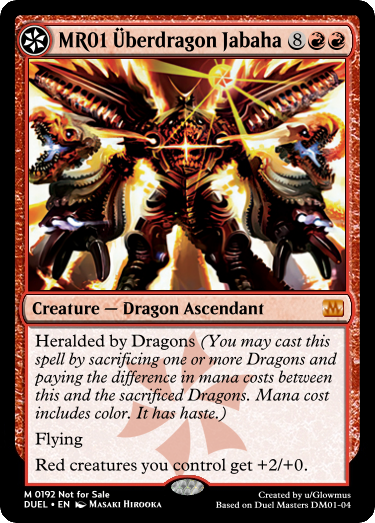 MR01 Überdragon Jabaha 8
Creature — Dragon Ascendant
Heralded by Dragons (You may cast this
spell by sacrificing one or more Dragons and
paying the difference in mana costs between
this and the sacrificed Dragons. Mana cost
includes color. It has haste.)
Flying
Red creatures you control get +2/+0.
M 0192 Not for Sale
DUEL • EN Masaki Hirooka
Created by u/Glowmus
Based on Duel Masters DM01-04